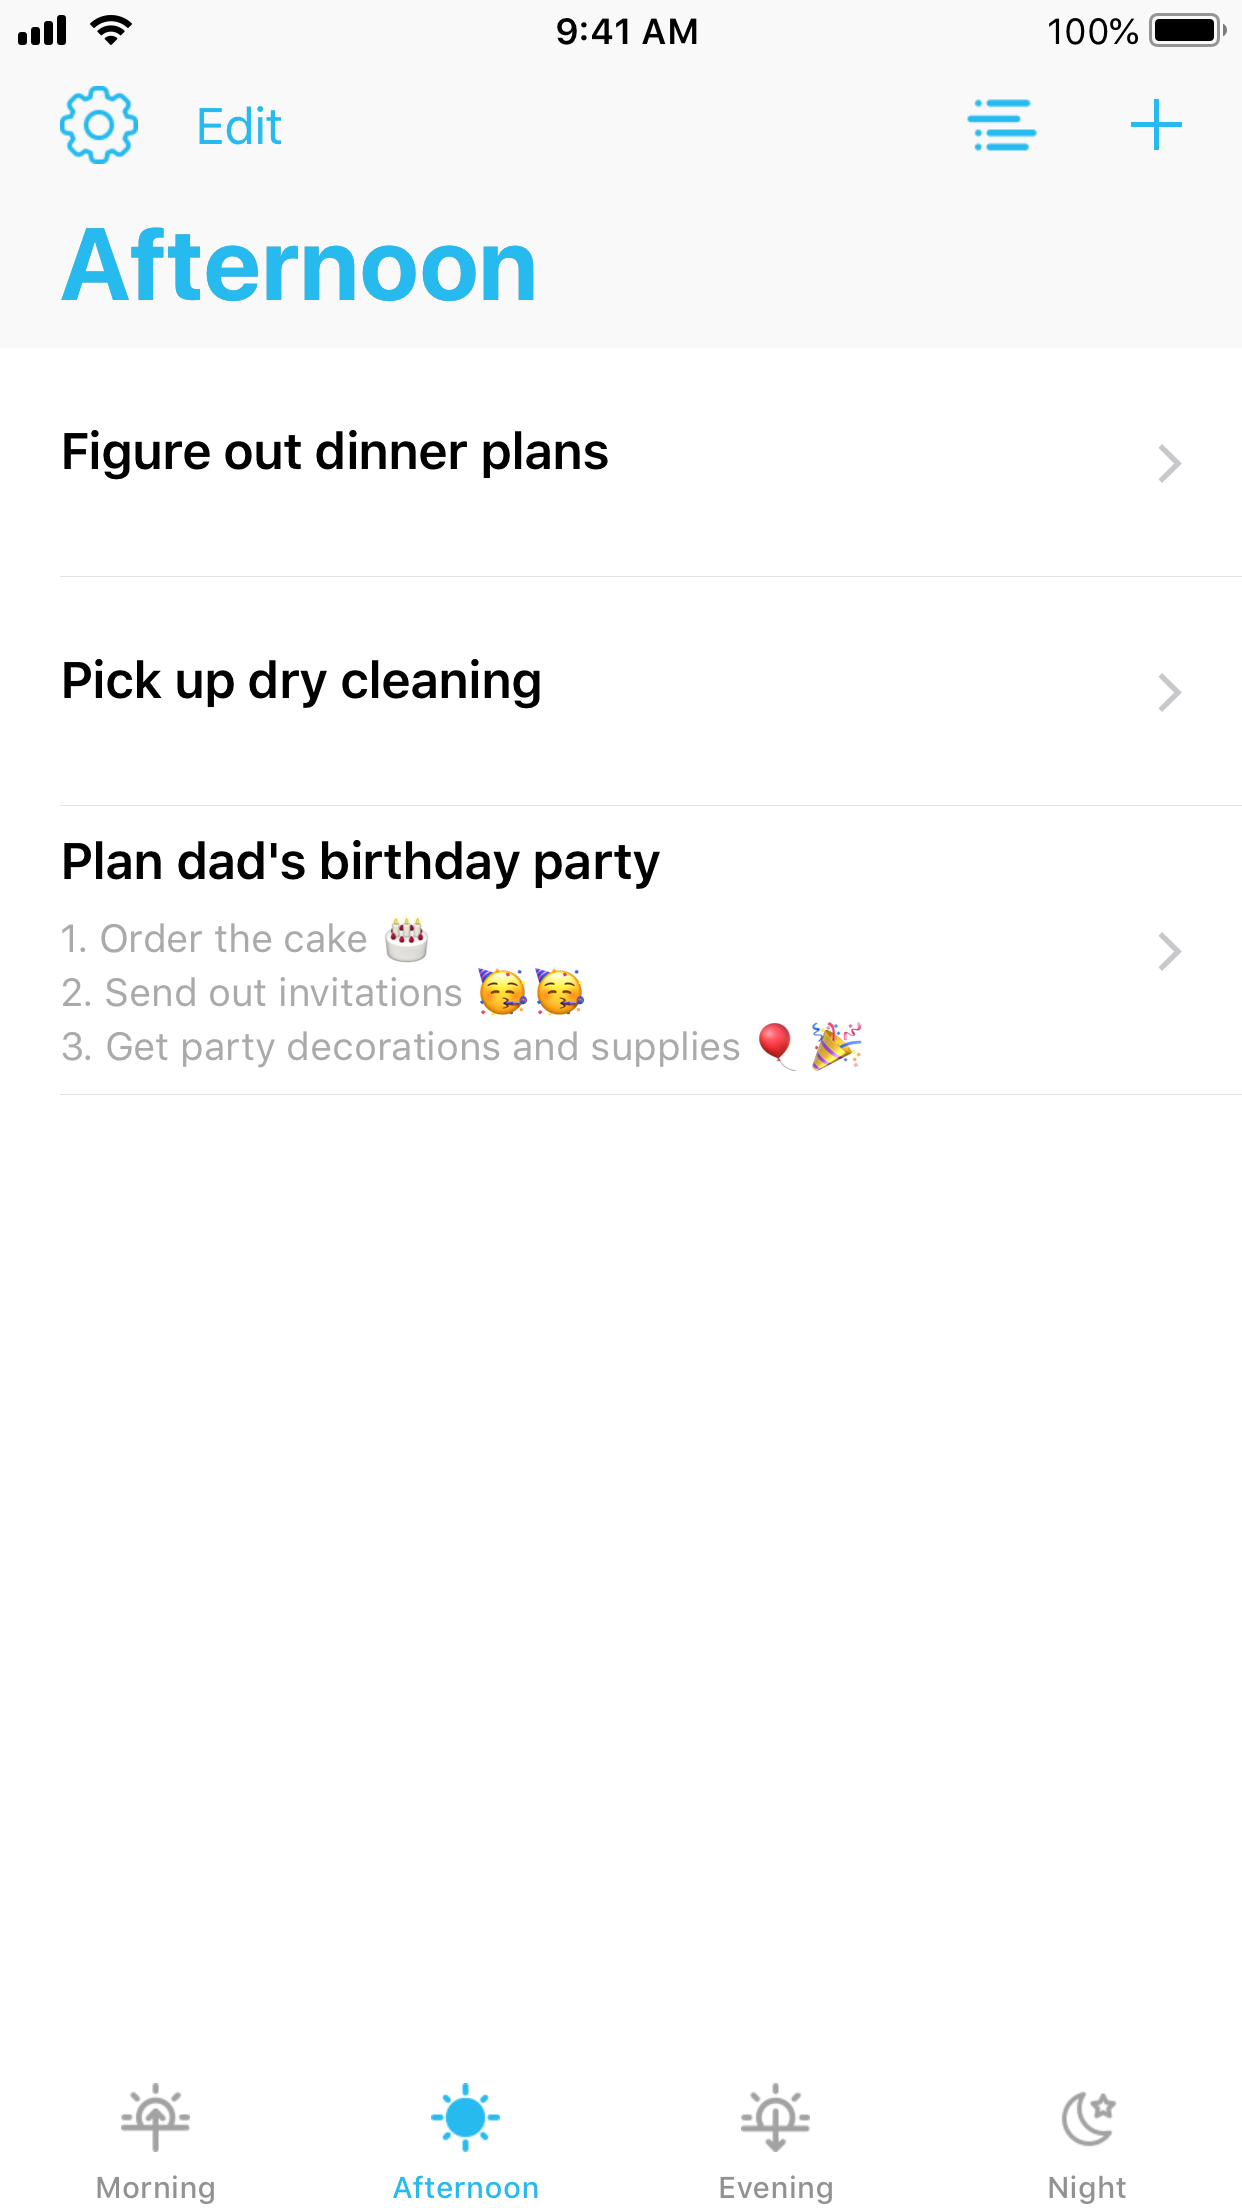 9:41 AM
100%
Edit
Afternoon
Figure out dinner plans
Pick up dry cleaning
Plan dad's birthday party
1. Order the cake 🎂
2. Send out invitations 🥳🥳
3. Get party decorations and supplies 🎈 🎉
Morning
Afternoon
Evening
Night